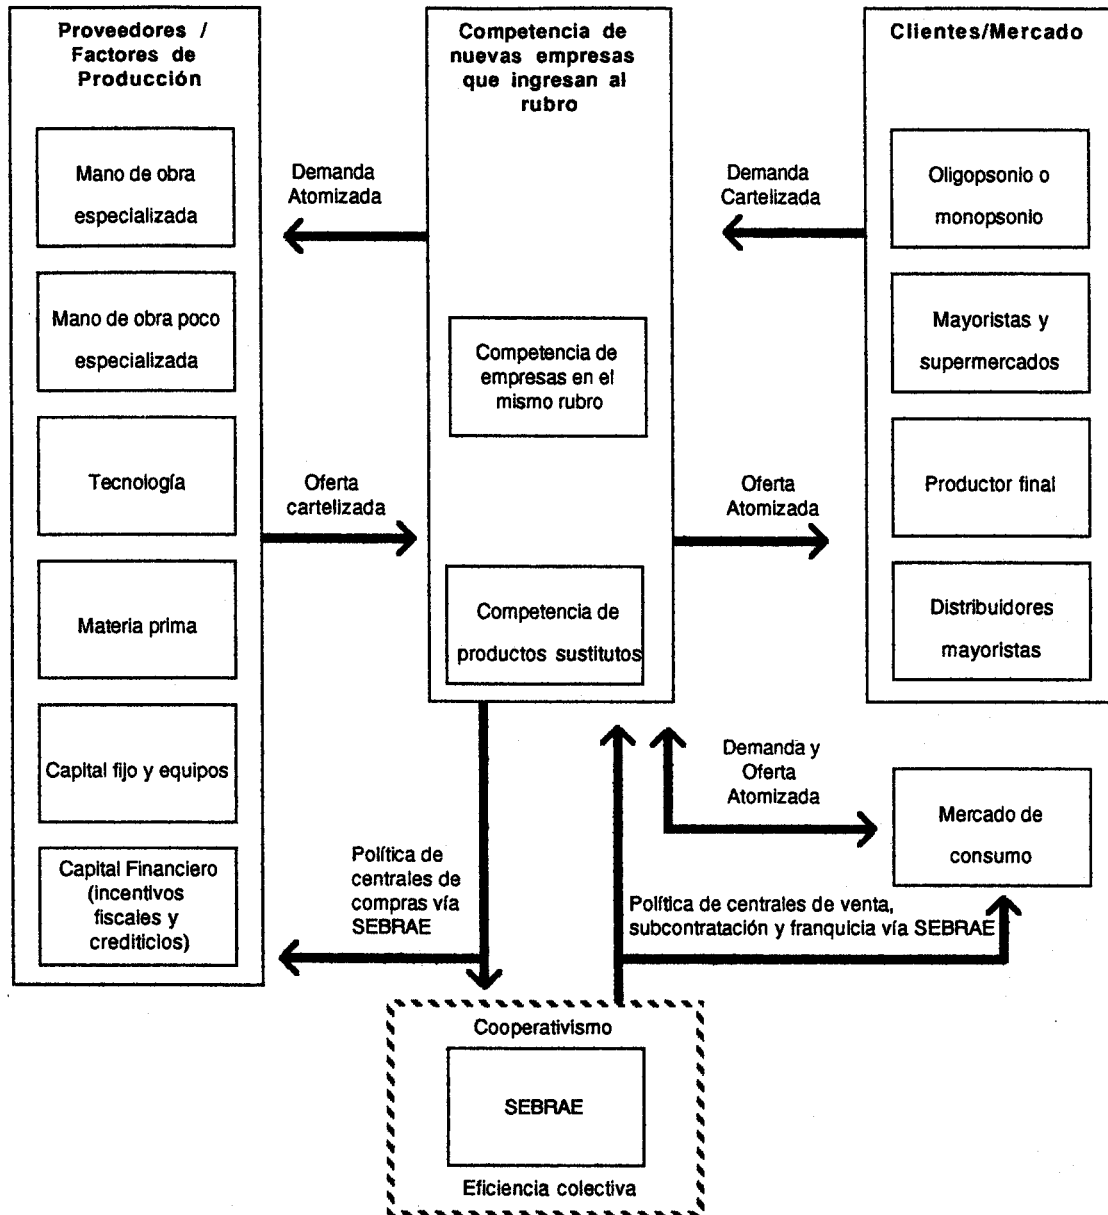 Proveedores /
Factores de
Producción
Mano de obra
especializada
Mano de obra poco
especializada
Tecnología
Materia prima
Capital fijo y equipos
Capital Financiero
(incentivos
fiscales y
crediticios)
Demanda
Atomizada
Oferta
cartelizada
Competencia de
nuevas empresas
que ingresan al
rubro
Competencia de
empresas en el
mismo rubro
Competencia de
productos sustitutos
Demanda
Cartelizada
Oferta
Atomizada
Clientes/Mercado
Oligopsonio o
monopsonio
Mayoristas y
supermercados
Productor final
Distribuidores
mayoristas
Demanda y
Oferta
Atomizada
Mercado de
consumo
Política de
centrales de
compras vía
SEBRAE
Política de centrales de venta,
subcontratación y franquicia vía SEBRAE
Cooperativismo
SEBRAE
Eficiencia colectiva